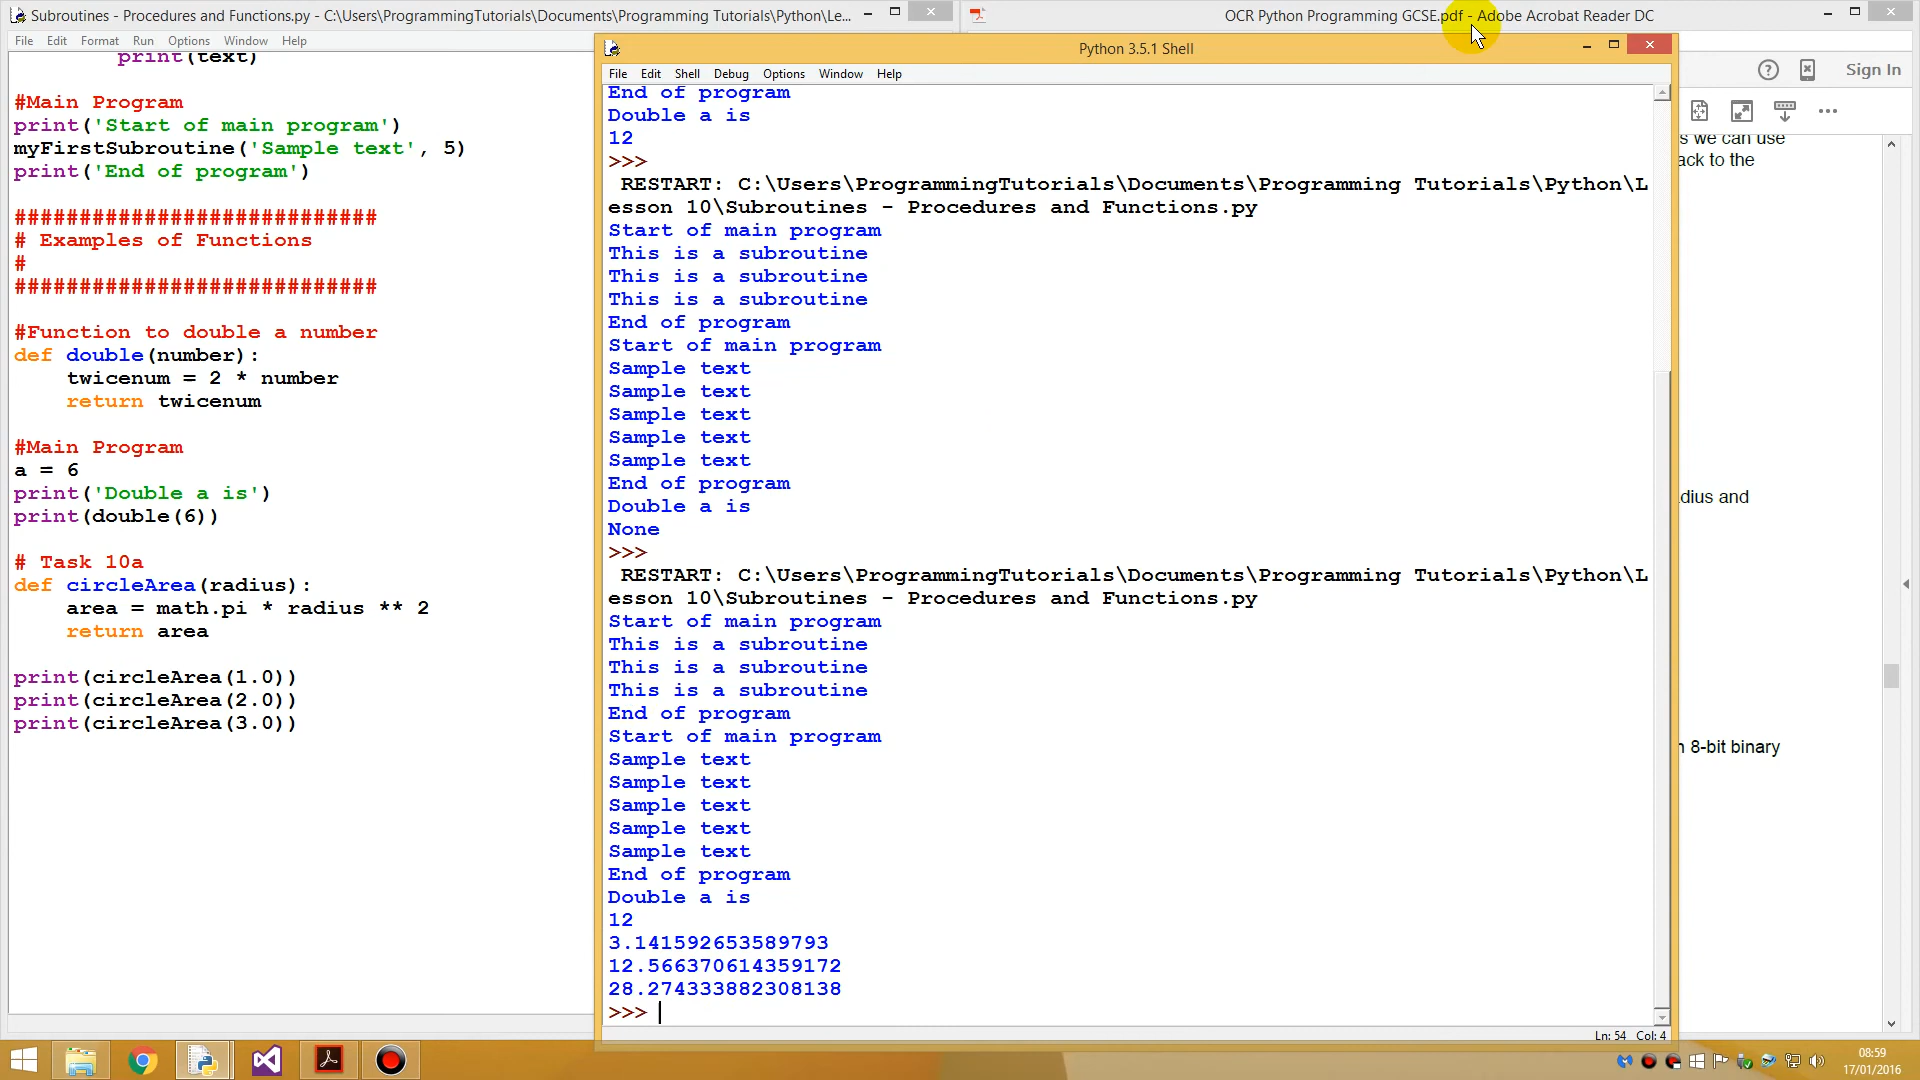 Subroutines - Procedures and Functions.py - C:\Users\ProgrammingTutorials\Documents\Programming Tutorials\Python\Le...
File Edit Format Run Options Window Help
print(text)
#Main Program
print('Start of main program')
myFirstSubroutine('Sample text', 5)
print('End of program')
############################
# Examples of Functions
#
############################
#Function to double a number
def double(number):
twicenum = 2 * number
return twicenum
#Main Program
a = 6
print('Double a is')
print(double(6))
# Task 10a
def circleArea(radius):
area = math.pi * radius ** 2
return area
print(circleArea(1.0))
print(circleArea(2.0))
print(circleArea(3.0))
OCR Python Programming GCSE.pdf - Adobe Acrobat Reader DC
Sign In
s we can use
ack to the
dius and
8-bit binary
Python 3.5.1 Shell
File Edit Shell Debug Options Window Help
End of program
Double a is
12
>>>
RESTART: C:\Users\ProgrammingTutorials\Documents\Programming Tutorials\Python\L
esson 10\Subroutines - Procedures and Functions.py
Start of main program
This is a subroutine
This is a subroutine
This is a subroutine
End of program
Start of main program
Sample text
Sample text
Sample text
Sample text
Sample text
End of program
Double a is
None
>>>
RESTART: C:\Users\ProgrammingTutorials\Documents\Programming Tutorials\Python\L
esson 10\Subroutines - Procedures and Functions.py
Start of main program
This is a subroutine
This is a subroutine
This is a subroutine
End of program
Start of main program
Sample text
Sample text
Sample text
Sample text
Sample text
End of program
Double a is
12
3.141592653589793
12.566370614359172
28.274333882308138
>>>
Ln: 54 Col: 4
08:59
17/01/2016